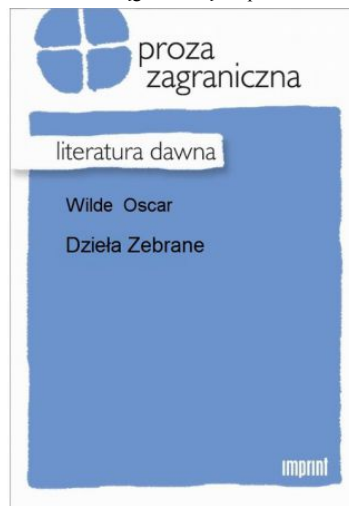 proza
zagraniczna
literatura dawna
Wilde Oscar
Dzieła Zebrane
imprint